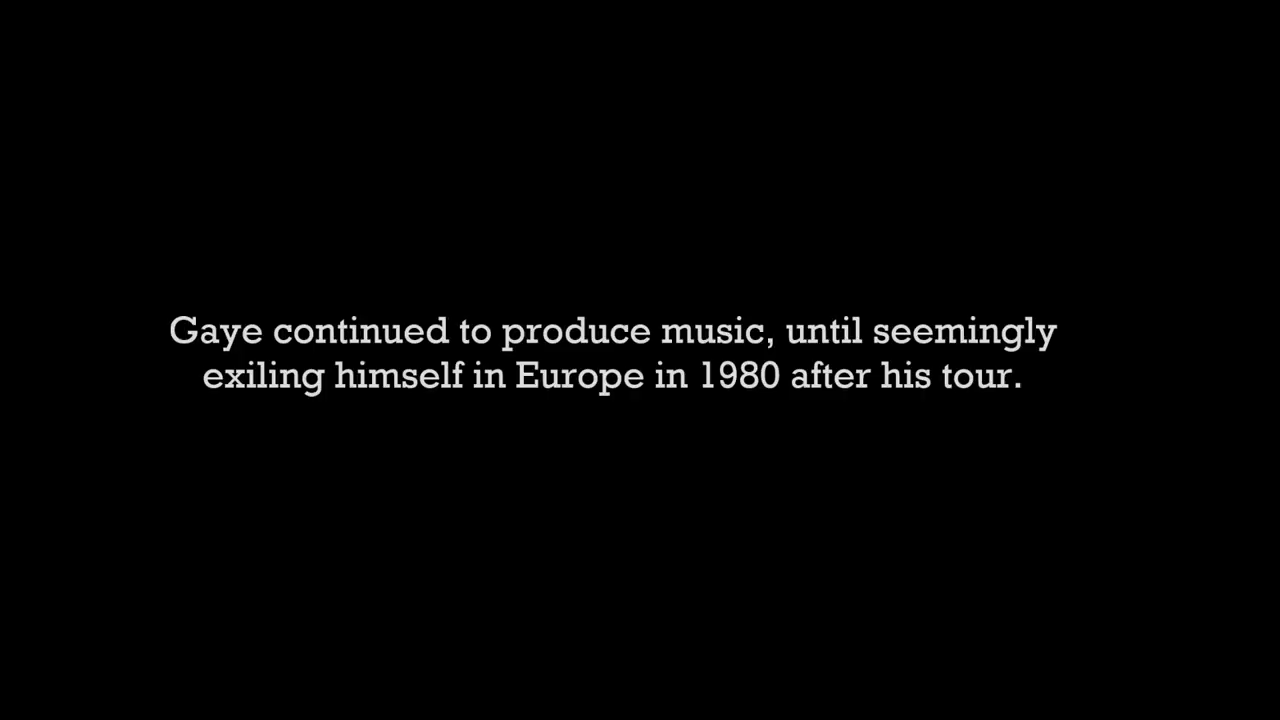 Gaye continued to produce music, until seemingly
exiling himself in Europe in 1980 after his tour.